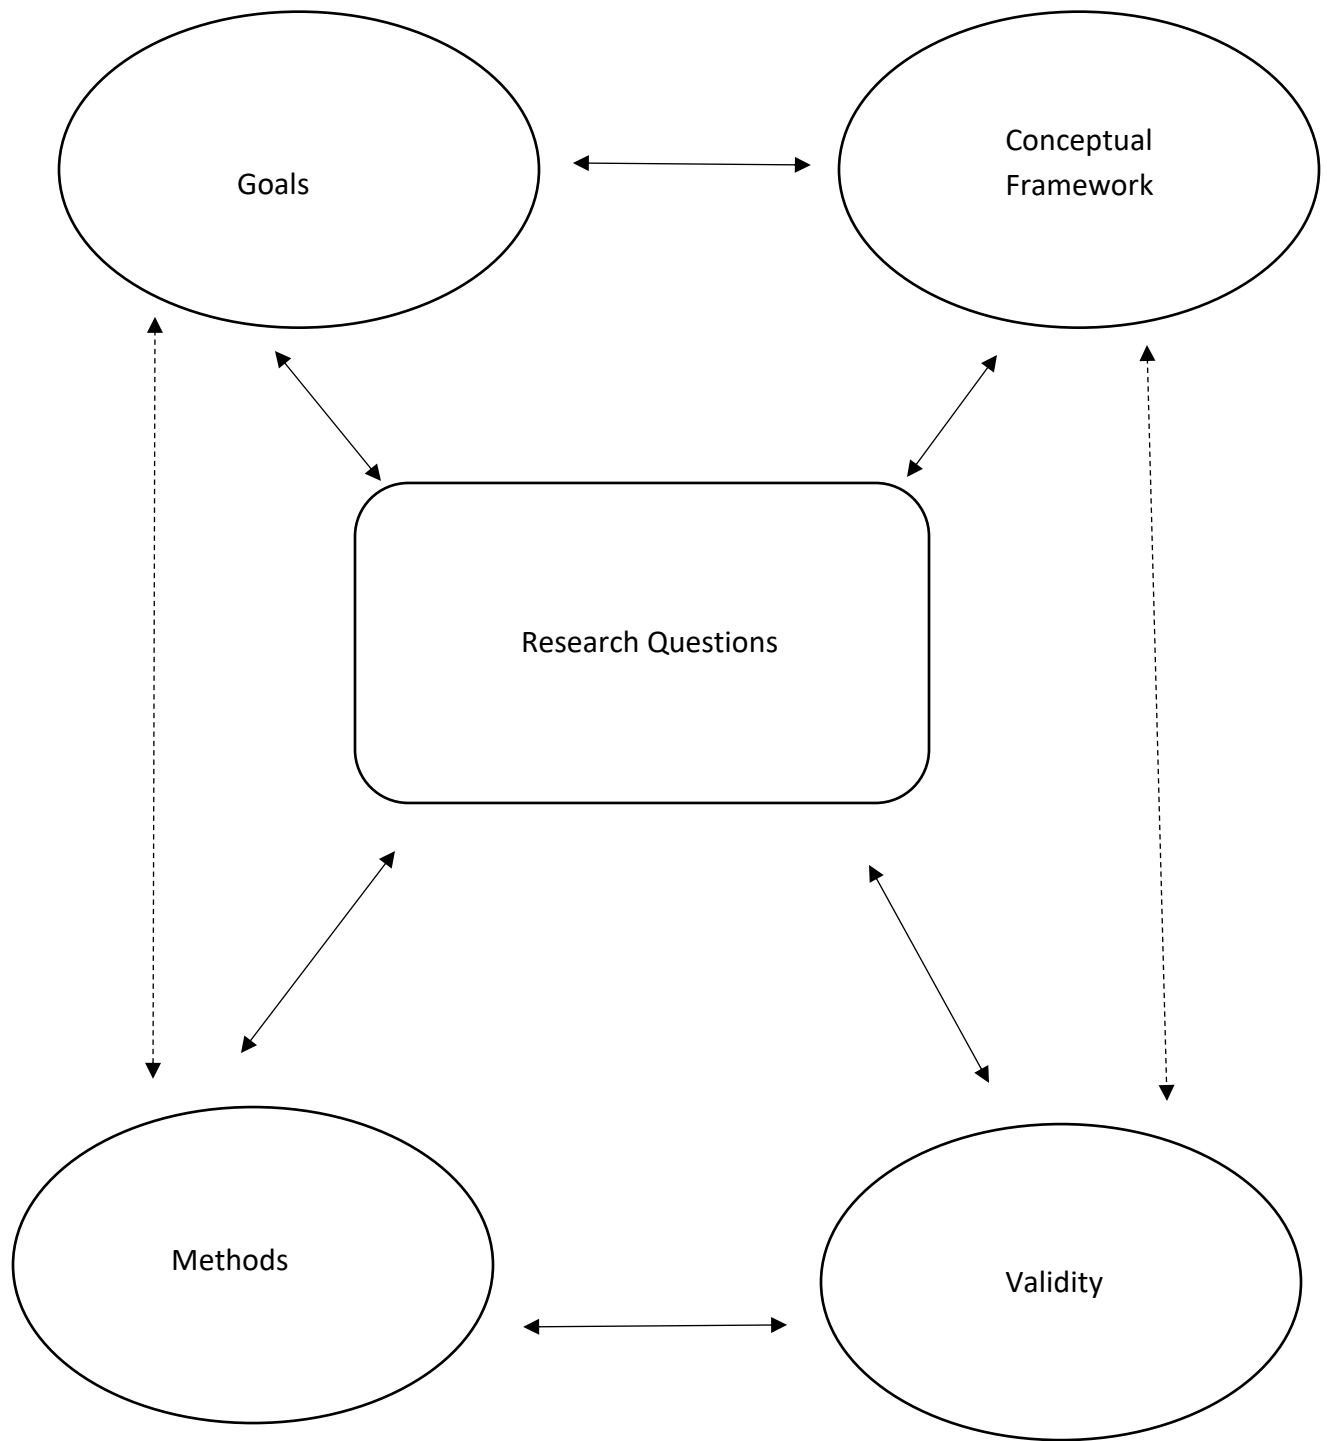 Goals
Conceptual
Framework
Research Questions
Methods
Validity